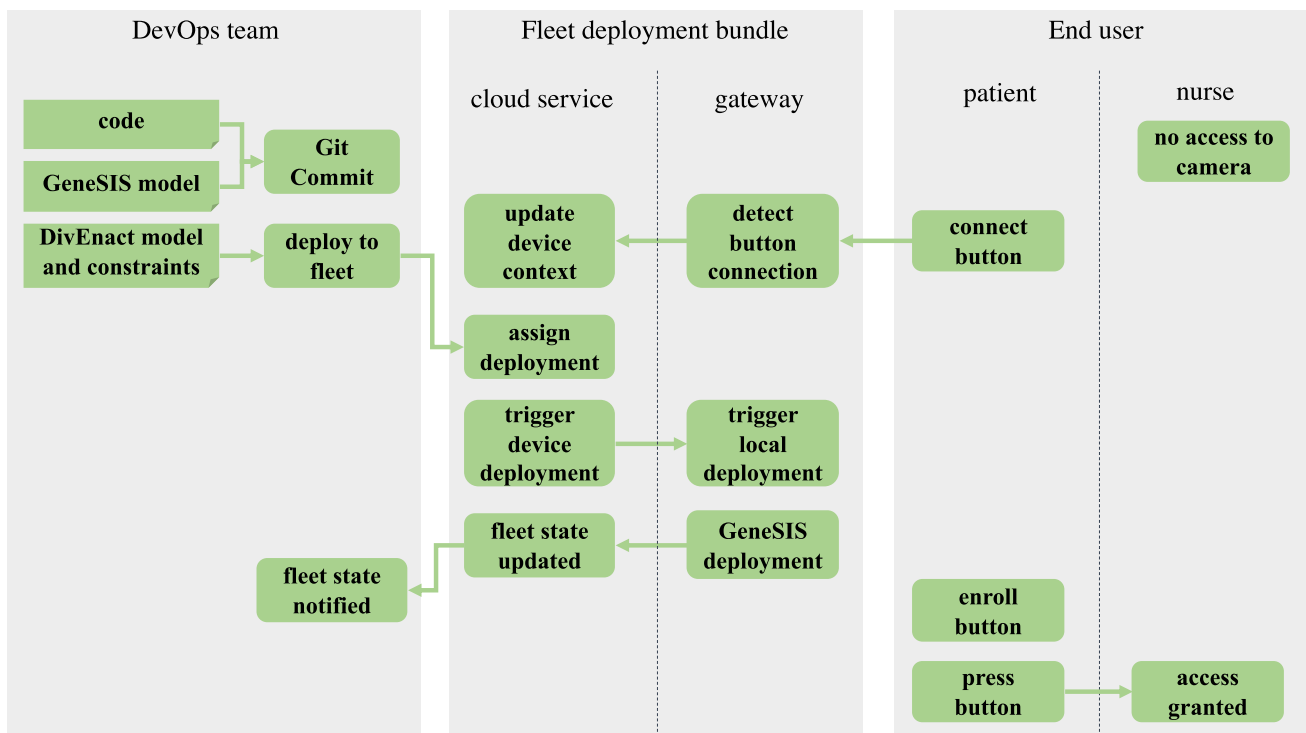 DevOps team
Fleet deployment bundle
End user
cloud service
gateway
patient
nurse
code
GeneSIS model
Git
Commit
DivEnact model
and constraints
deploy to
fleet
update
device
context
detect
button
connection
connect
button
no access to
camera
assign
deployment
trigger
device
deployment
trigger
local
deployment
fleet state
updated
GeneSIS
deployment
fleet state
notified
enroll
button
press
button
access
granted